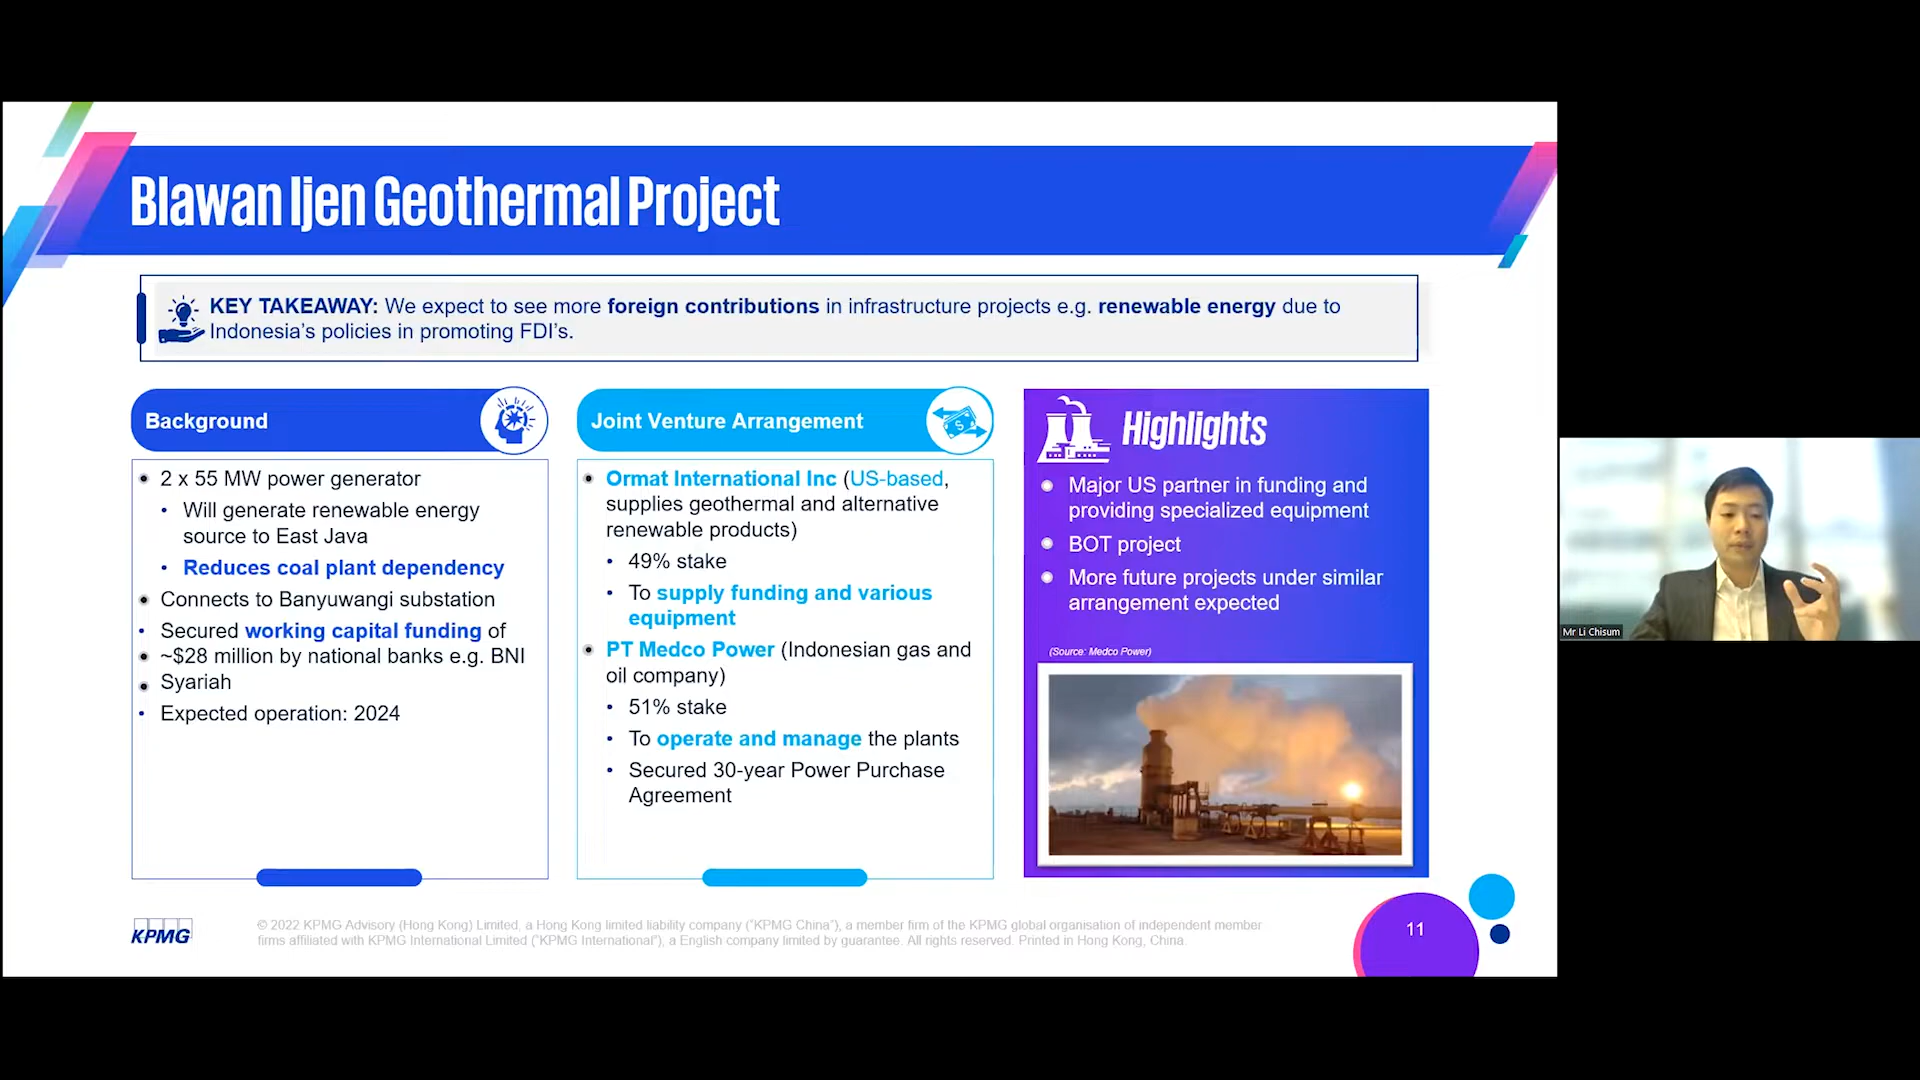 Blawan Ijen Geothermal Project
KEY TAKEAWAY: We expect to see more foreign contributions in infrastructure projects e.g. renewable energy due to
Indonesia's policies in promoting FDI's.
Background
• 2 x 55 MW power generator
• Will generate renewable energy
source to East Java
• Reduces coal plant dependency
• Connects to Banyuwangi substation
• Secured working capital funding of
• ~$28 million by national banks e.g. BNI
• Syariah
• Expected operation: 2024
Joint Venture Arrangement
• Ormat International Inc (US-based,
supplies geothermal and alternative
renewable products)
• 49% stake
• To supply funding and various
equipment
• PT Medco Power (Indonesian gas and
oil company)
• 51% stake
• To operate and manage the plants
• Secured 30-year Power Purchase
Agreement
Highlights
• Major US partner in funding and
providing specialized equipment
• BOT project
• More future projects under similar
arrangement expected
(Source: Medco Power)
Mr Li Chisum
KPMG
© 2022 KPMG Advisory (Hong Kong) Limited, a Hong Kong limited liability company ("KPMG China"), a member firm of the KPMG global organisation of independent member
firms affiliated with KPMG International Limited ("KPMG International"), a English company limited by guarantee. All rights reserved. Printed in Hong Kong, China.
11